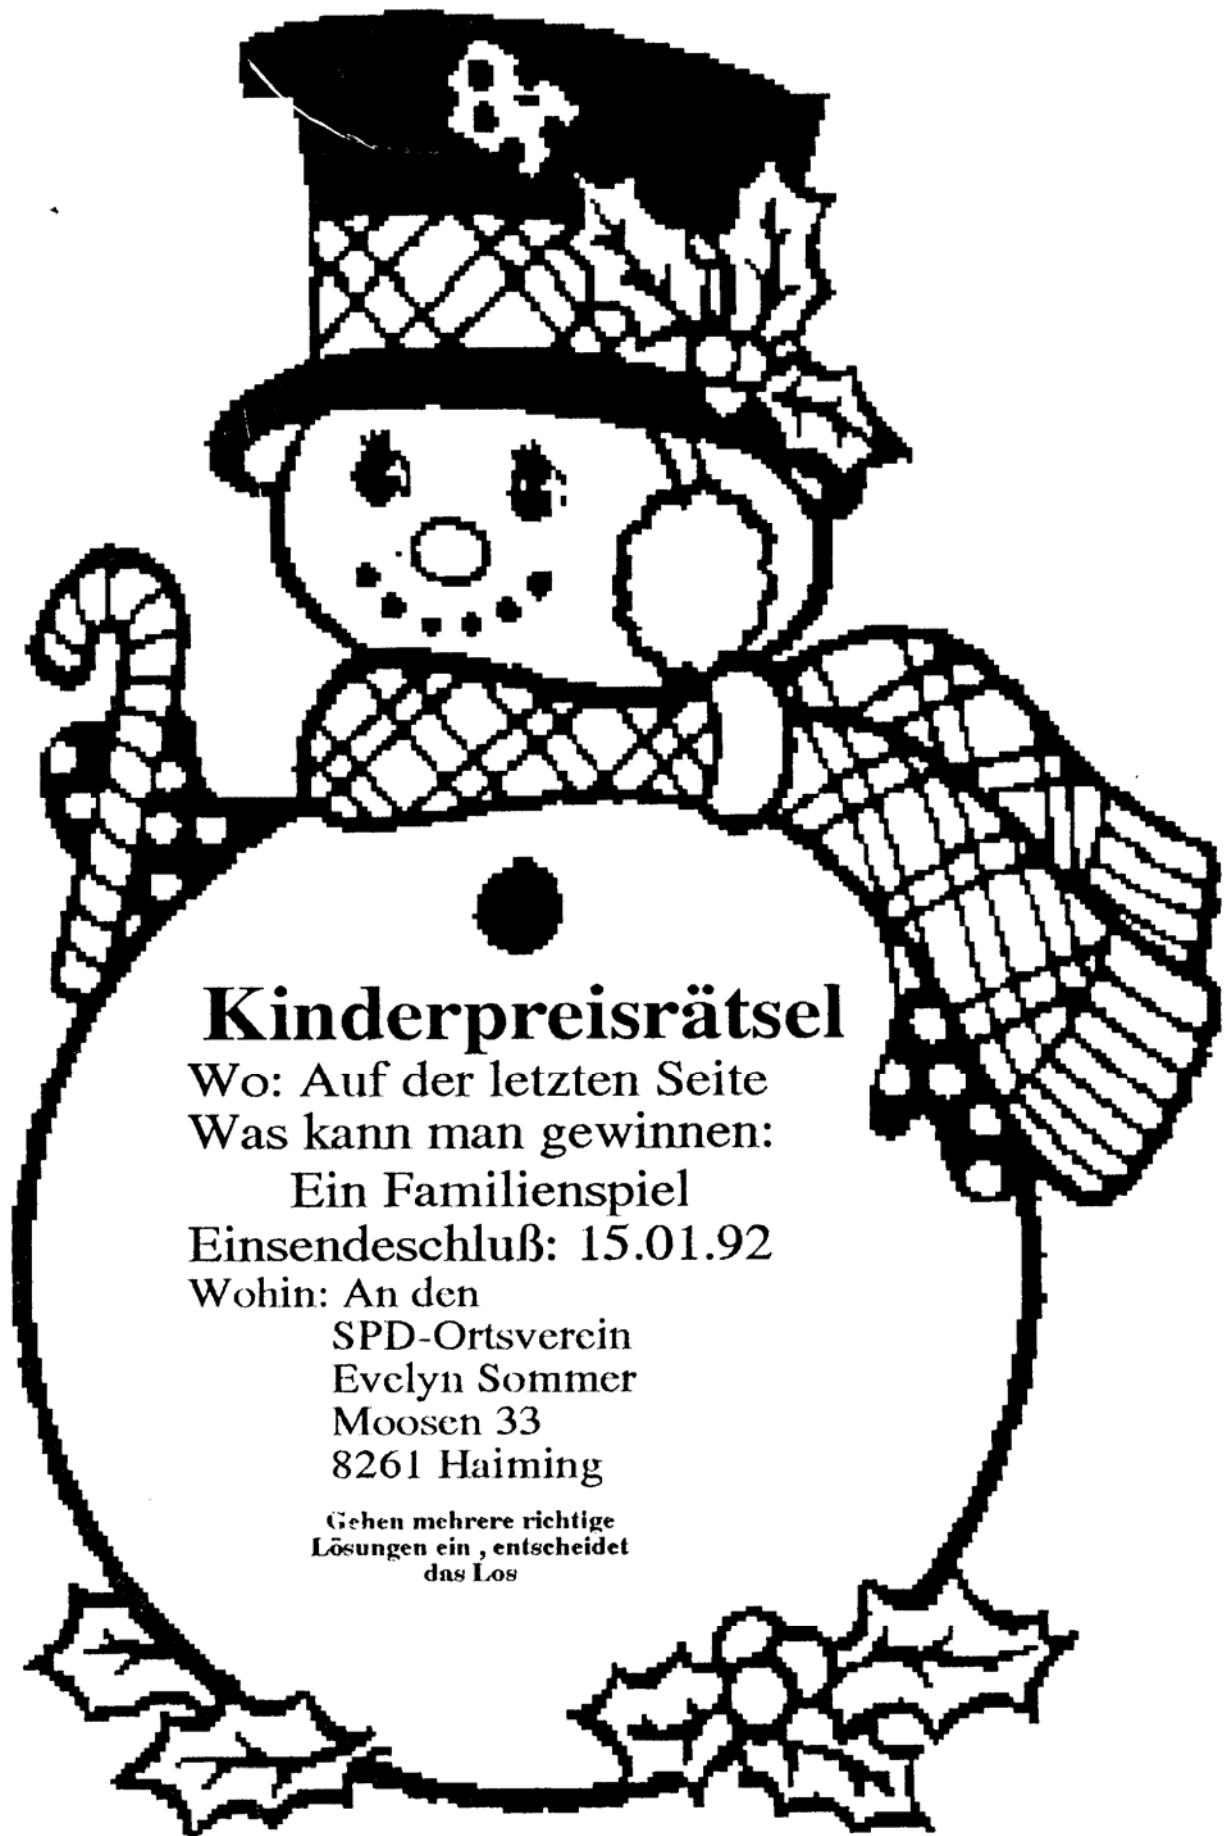 Kinderpreisrätsel
Wo: Auf der letzten Seite
Was kann man gewinnen:
Ein Familienspiel
Einsendeschluß: 15.01.92
Wohin: An den
SPD-Ortsverein
Evelyn Sommer
Moosen 33
8261 Haiming
Gehen mehrere richtige
Lösungen ein , entscheidet
das Los